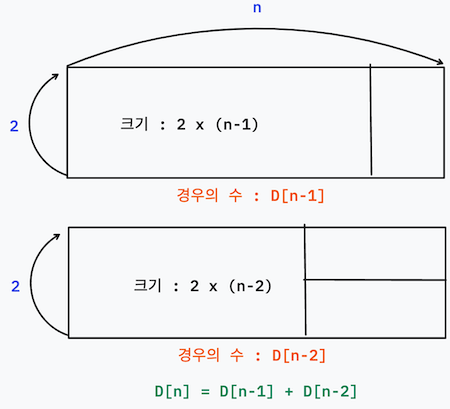 n
2
크기 : 2 x (n-1)
경우의 수 : D[n-1]
2
크기 : 2 x (n-2)
경우의 수 : D[n-2]
D[n] = D[n-1] + D[n-2]